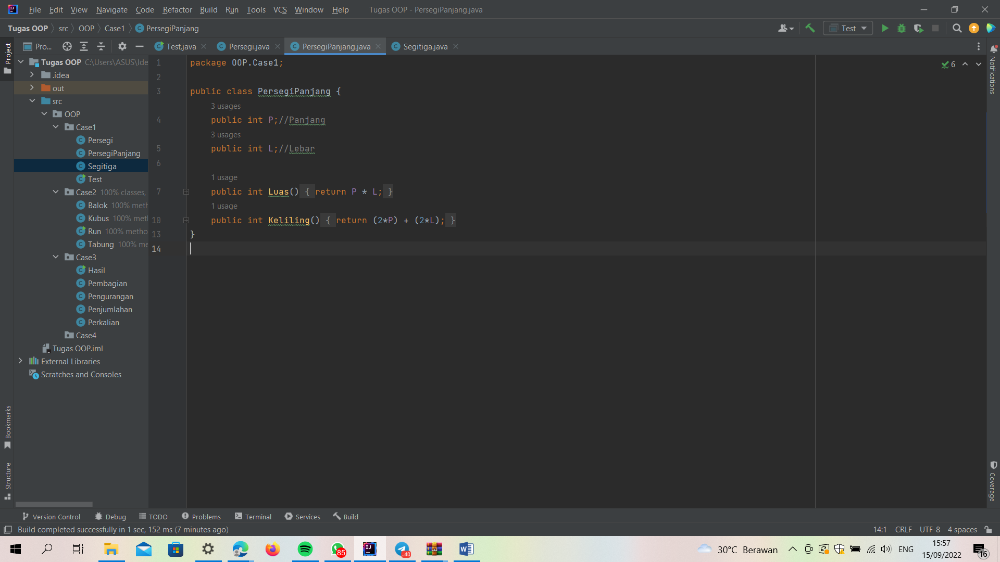 File Edit View Navigate Code Refactor Build Run Tools VCS Window Help Tugas OOP - PersegiPanjang.java
Tugas OOP src OOP Case1 PersegiPanjang Test
Project Pro... Test.java Persegi.java PersegiPanjang.java Segitiga.java
Tugas OOP C:\Users\ASUS\Ide
.idea
out
src
OOP
Case1
Persegi
PersegiPanjang
Segitiga
Test
Case2 100% classes,
Balok 100% meth
Kubus 100% met
Run 100% metho
Tabung 100% me
Case3
Hasil
Pembagian
Pengurangan
Penjumlahan
Perkalian
Case4
Tugas OOP.iml
External Libraries
Scratches and Consoles
1 package OOP.Case1;
2
3 public class PersegiPanjang {
3 usages
4 public int P;//Panjang
3 usages
5 public int L;//Lebar
6
1 usage
7 public int Luas() { return P * L; }
1 usage
10 public int Keliling() { return (2*P) + (2*L); }
13 }
14
6
Notifications
Coverage
Bookmarks
Structure
Version Control Debug TODO Problems Terminal Services Build
Build completed successfully in 1 sec, 152 ms (7 minutes ago) 14:1 CRLF UTF-8 4 spaces
85 IJ ..40 30°C Berawan ENG 15:57
15/09/2022 16